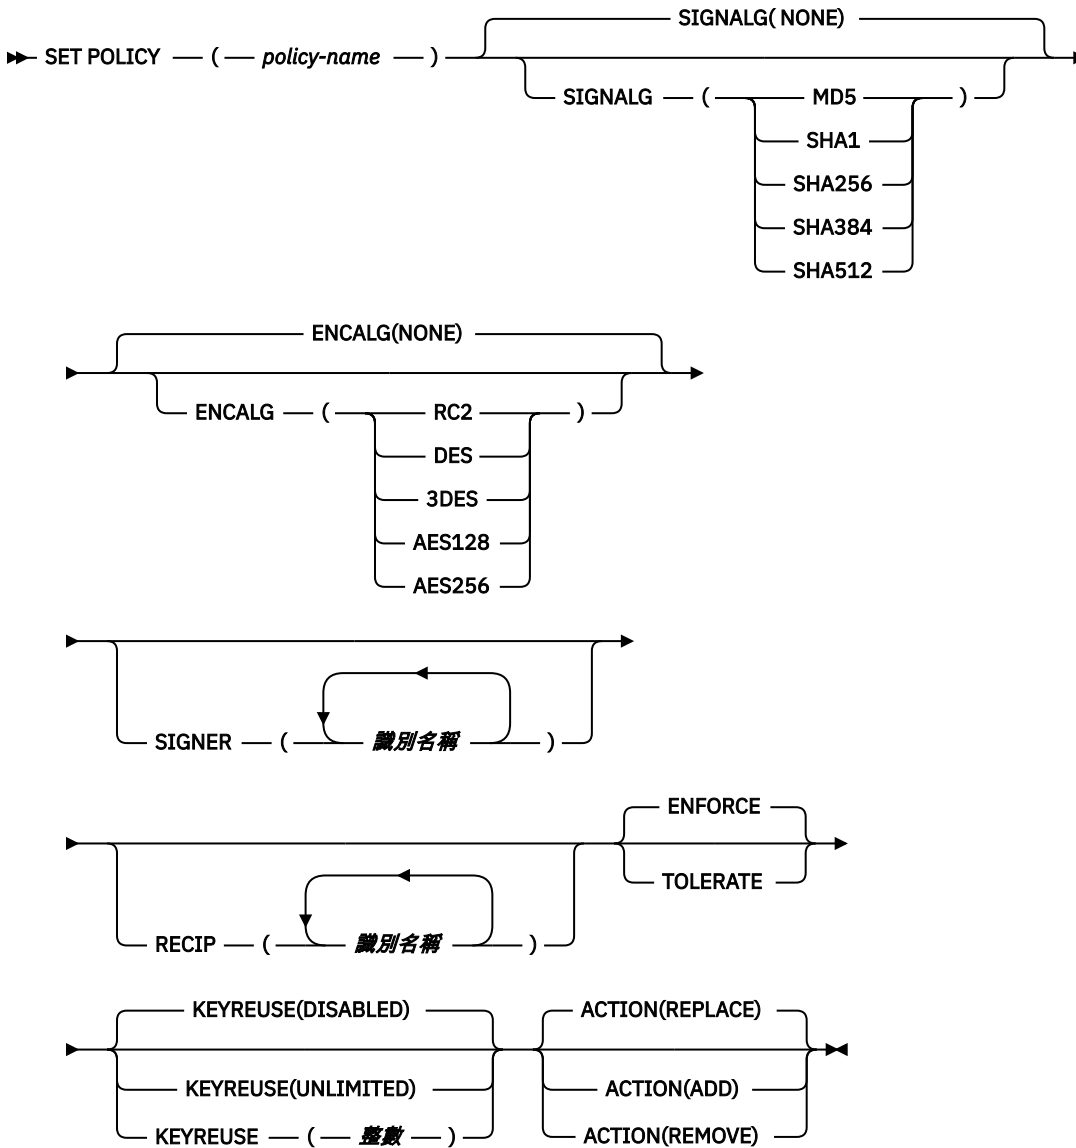 SIGNALG( NONE)
SET POLICY ( policy-name )
SIGNALG ( MD5 )
SHA1
SHA256
SHA384
SHA512
ENCALG(NONE)
ENCALG ( RC2 )
DES
3DES
AES128
AES256
SIGNER ( 識別名稱 )
ENFORCE
TOLERATE
RECIP ( 識別名稱 )
KEYREUSE(DISABLED) ACTION(REPLACE)
KEYREUSE(UNLIMITED) ACTION(ADD)
KEYREUSE ( 整數 ) ACTION(REMOVE)